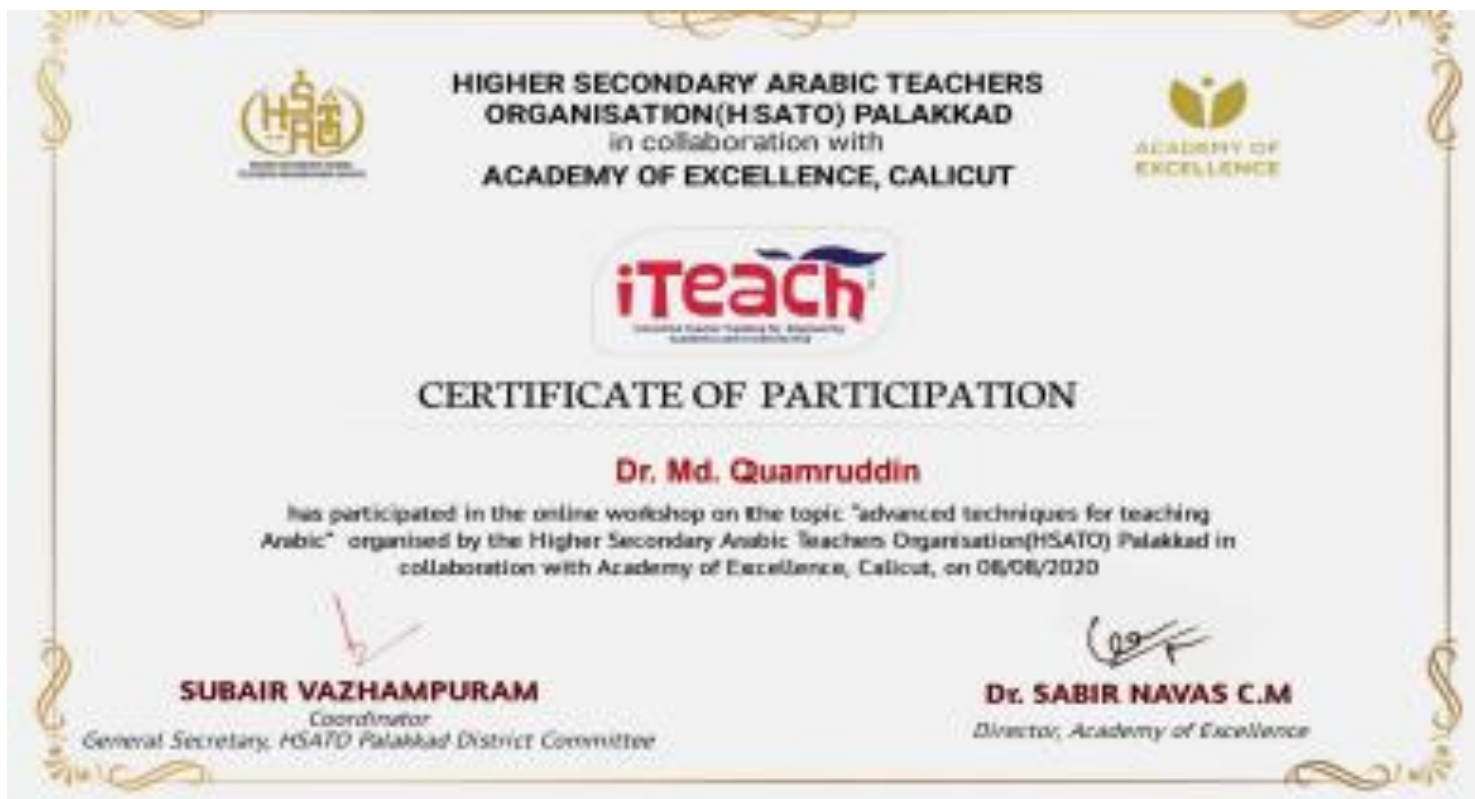 HIGHER SECONDARY ARABIC TEACHERS
ORGANISATION(HSATO) PALAKKAD
in collaboration with
ACADEMY OF EXCELLENCE, CALICUT
ACADEMY OF
EXCELLENCE
iTeach
CERTIFICATE OF PARTICIPATION
Dr. Md. Quamruddin
has participated in the online workshop on the topic "advanced techniques for teaching
Arabic" organised by the Higher Secondary Arabic Teachers Organisation(HSATO) Palakkad in
collaboration with Academy of Excellence, Calicut, on 08/08/2020
SUBAIR VAZHAMPURAM
Coordinator
General Secretary, HSATO Palakkad District Committee
Dr. SABIR NAVAS C.M
Director, Academy of Excellence